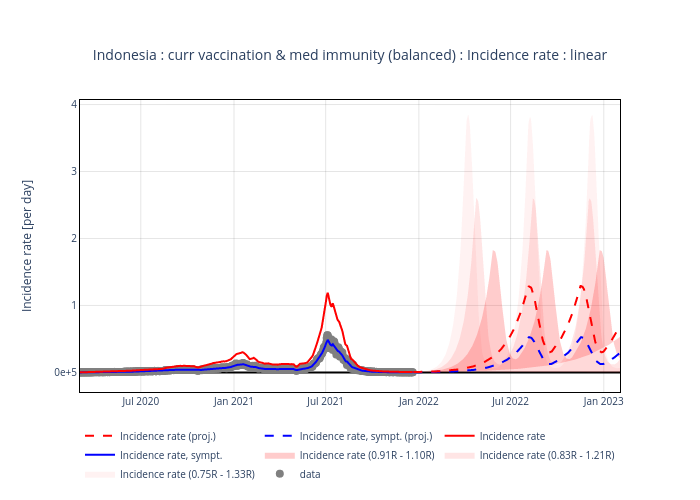 Indonesia : curr vaccination & med immunity (balanced) : Incidence rate : linear
4
3
2
1
0e+5
Incidence rate [per day]
Jul 2020
Jan 2021
Jul 2021
Jan 2022
Jul 2022
Jan 2023
Incidence rate (proj.)
Incidence rate, sympt. (proj.)
Incidence rate
Incidence rate, sympt.
Incidence rate (0.91R - 1.10R)
Incidence rate (0.83R - 1.21R)
Incidence rate (0.75R - 1.33R)
data